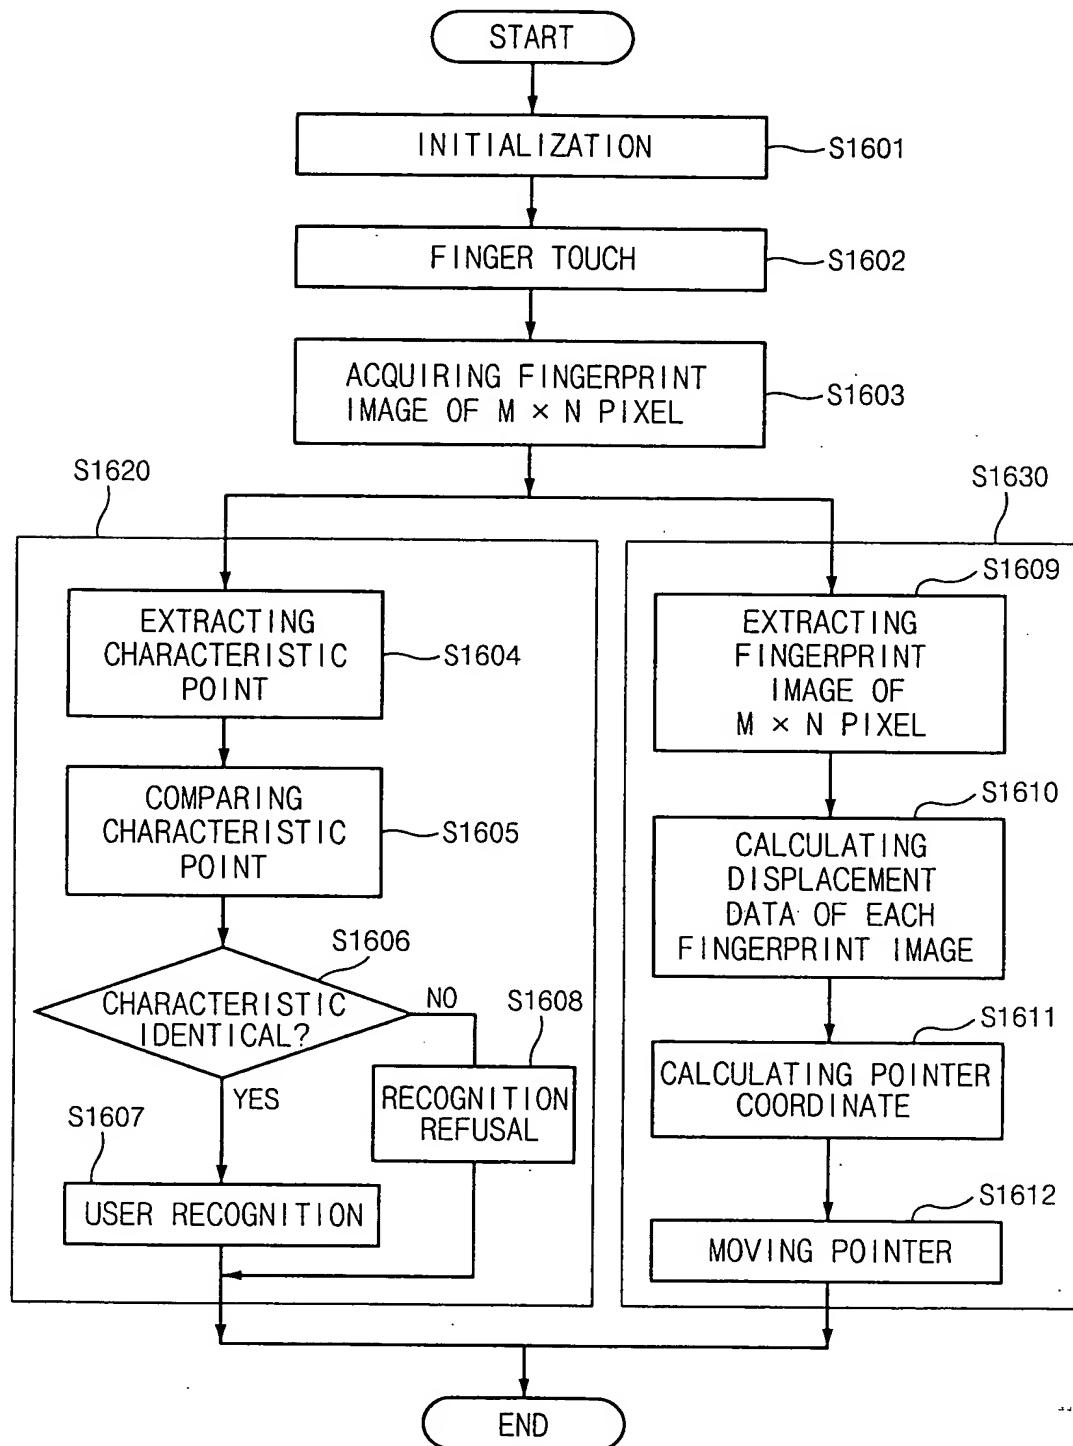 START
INITIALIZATION
S1601
FINGER TOUCH
S1602
ACQUIRING FINGERPRINT
IMAGE OF M × N PIXEL
S1603
S1620
EXTRACTING
CHARACTERISTIC
POINT
S1604
COMPARING
CHARACTERISTIC
POINT
S1605
S1606
CHARACTERISTIC
IDENTICAL?
NO
YES
S1608
RECOGNITION
REFUSAL
S1607
USER RECOGNITION
S1630
S1609
EXTRACTING
FINGERPRINT
IMAGE OF
M × N PIXEL
S1610
CALCULATING
DISPLACEMENT
DATA OF EACH
FINGERPRINT IMAGE
S1611
CALCULATING POINTER
COORDINATE
S1612
MOVING POINTER
END